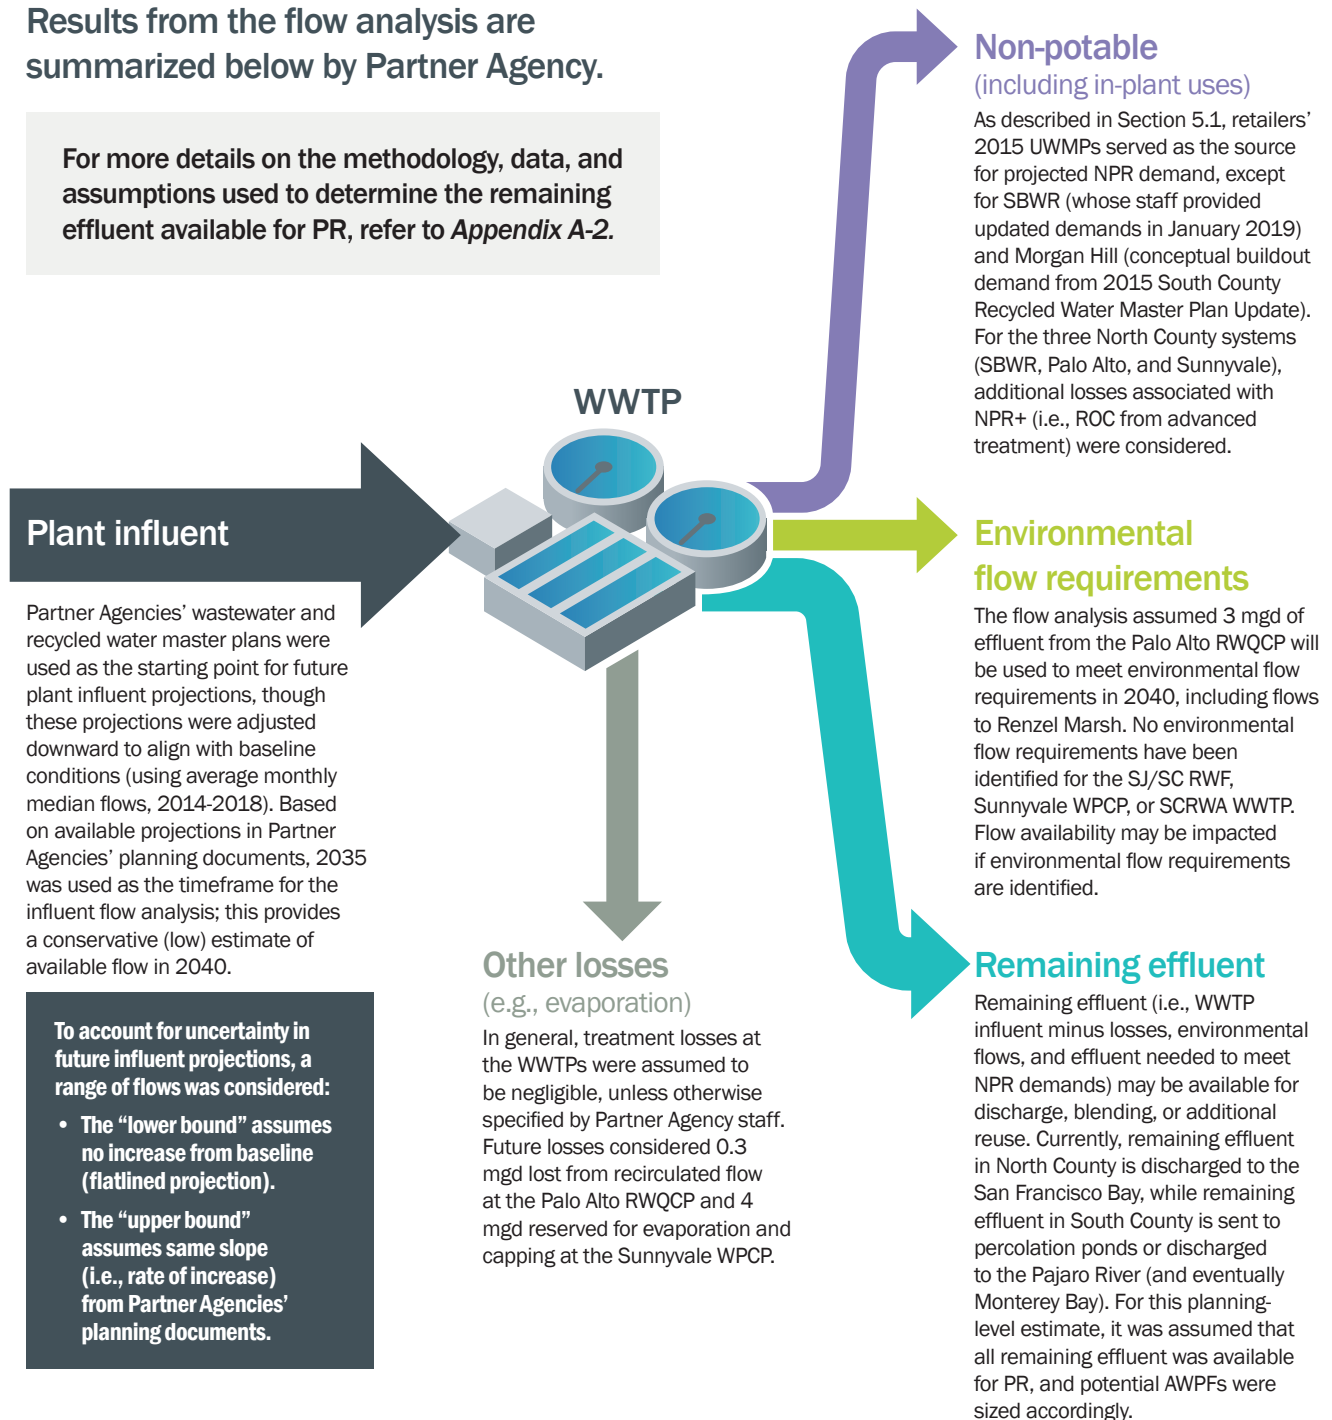 Results from the flow analysis are
summarized below by Partner Agency.
For more details on the methodology, data, and
assumptions used to determine the remaining
effluent available for PR, refer to Appendix A-2.
WWTP
Plant influent
Partner Agencies’ wastewater and
recycled water master plans were
used as the starting point for future
plant influent projections, though
these projections were adjusted
downward to align with baseline
conditions (using average monthly
median flows, 2014-2018). Based
on available projections in Partner
Agencies’ planning documents, 2035
was used as the timeframe for the
influent flow analysis; this provides
a conservative (low) estimate of
available flow in 2040.
To account for uncertainty in
future influent projections, a
range of flows was considered:
• The “lower bound” assumes
no increase from baseline
(flatlined projection).
• The “upper bound”
assumes same slope
(i.e., rate of increase)
from Partner Agencies’
planning documents.
Other losses
(e.g., evaporation)
In general, treatment losses at
the WWTPs were assumed to
be negligible, unless otherwise
specified by Partner Agency staff.
Future losses considered 0.3
mgd lost from recirculated flow
at the Palo Alto RWQCP and 4
mgd reserved for evaporation and
capping at the Sunnyvale WPCP.
Non-potable
(including in-plant uses)
As described in Section 5.1, retailers’
2015 UWMPs served as the source
for projected NPR demand, except
for SBWR (whose staff provided
updated demands in January 2019)
and Morgan Hill (conceptual buildout
demand from 2015 South County
Recycled Water Master Plan Update).
For the three North County systems
(SBWR, Palo Alto, and Sunnyvale),
additional losses associated with
NPR+ (i.e., ROC from advanced
treatment) were considered.
Environmental
flow requirements
The flow analysis assumed 3 mgd of
effluent from the Palo Alto RWQCP will
be used to meet environmental flow
requirements in 2040, including flows
to Renzel Marsh. No environmental
flow requirements have been
identified for the SJ/SC RWF,
Sunnyvale WPCP, or SCRWA WWTP.
Flow availability may be impacted
if environmental flow requirements
are identified.
Remaining effluent
Remaining effluent (i.e., WWTP
influent minus losses, environmental
flows, and effluent needed to meet
NPR demands) may be available for
discharge, blending, or additional
reuse. Currently, remaining effluent
in North County is discharged to the
San Francisco Bay, while remaining
effluent in South County is sent to
percolation ponds or discharged
to the Pajaro River (and eventually
Monterey Bay). For this planning-
level estimate, it was assumed that
all remaining effluent was available
for PR, and potential AWPFs were
sized accordingly.